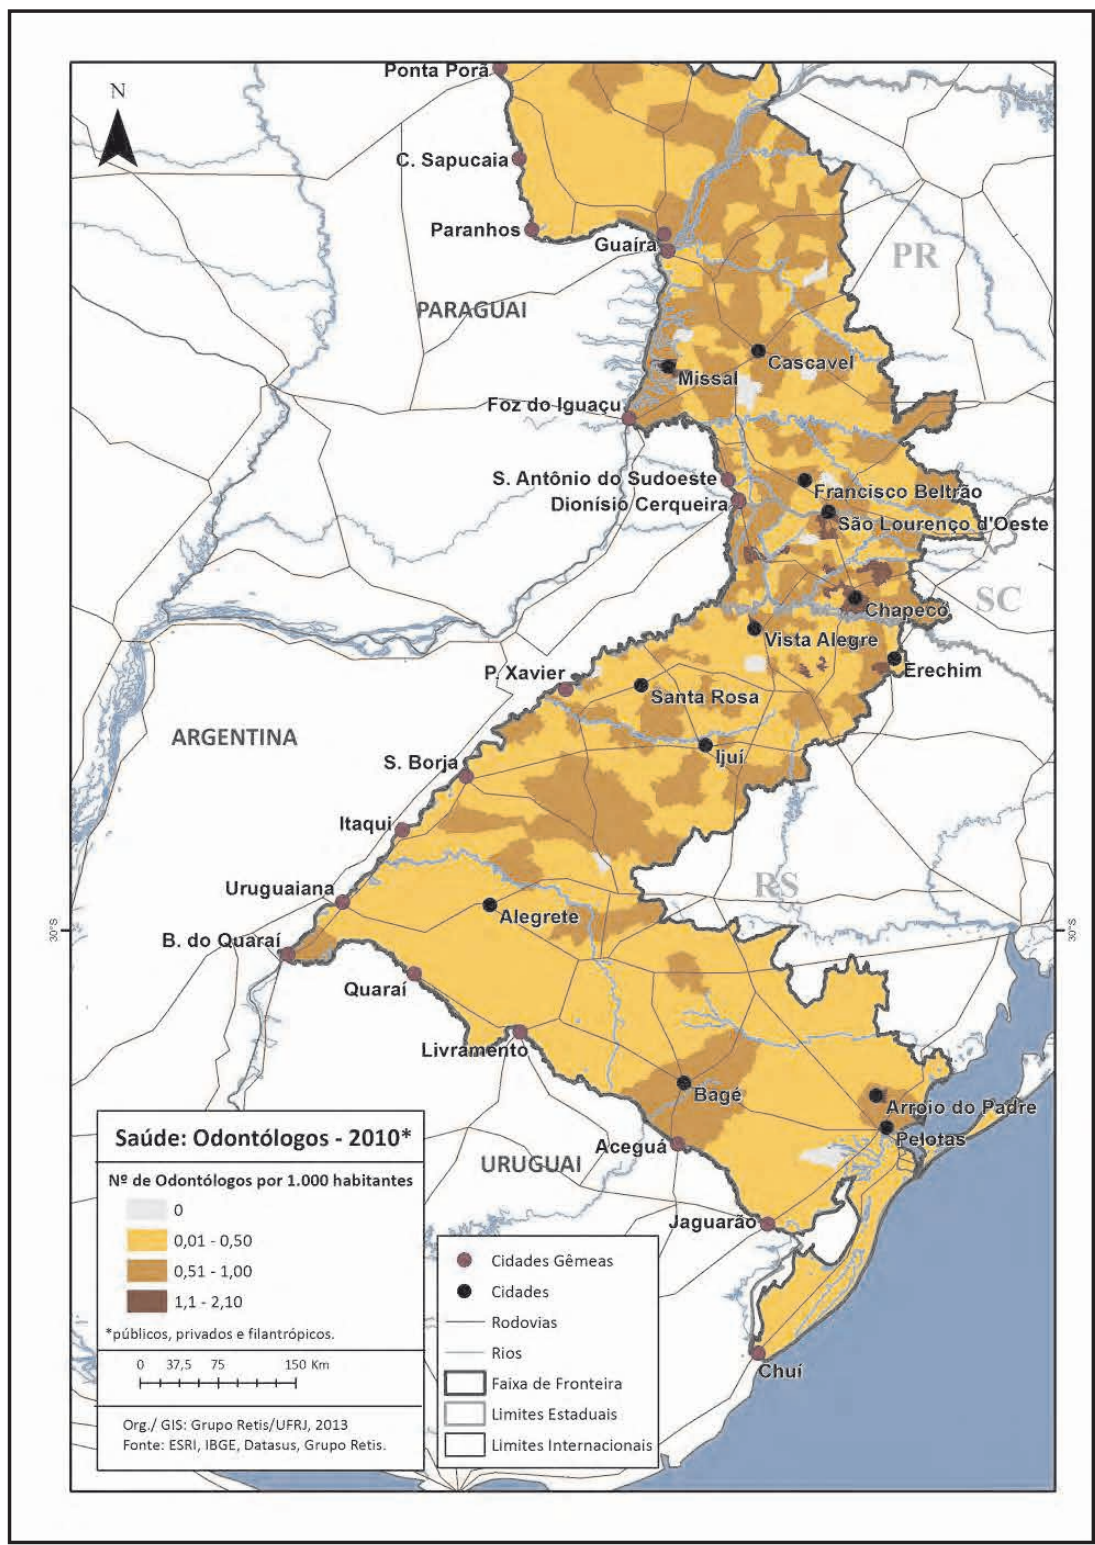 Ponta Porã
N
C. Sapucaia
Paranhos
Guaíra
PR
PARAGUAI
Cascavel
Missal
Foz do Iguaçu
S. Antônio do Sudoeste
Francisco Beltrão
Dionísio Cerqueira
São Lourenço d'Oeste
SC
Chapecó
Vista Alegre
Erechim
P. Xavier
Santa Rosa
ARGENTINA
Ijuí
S. Borja
Itaqui
RS
Uruguaiana
Alegrete
30°S
30°S
B. do Quaraí
Quaraí
Livramento
Bagé
Arroio do Padre
Pelotas
Aceguá
URUGUAI
Jaguarão
Chuí
Saúde: Odontólogos - 2010*
Nº de Odontólogos por 1.000 habitantes
0
0,01 - 0,50
0,51 - 1,00
1,1 - 2,10
*públicos, privados e filantrópicos.
0 37,5 75 150 Km
Org./ GIS: Grupo Retis/UFRJ, 2013
Fonte: ESRI, IBGE, Datasus, Grupo Retis.
Cidades Gêmeas
Cidades
Rodovias
Rios
Faixa de Fronteira
Limites Estaduais
Limites Internacionais